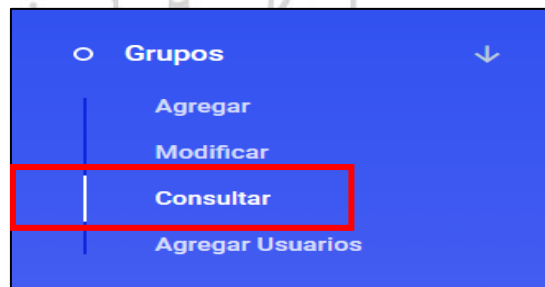 Grupos
Agregar
Modificar
Consultar
Agregar Usuarios